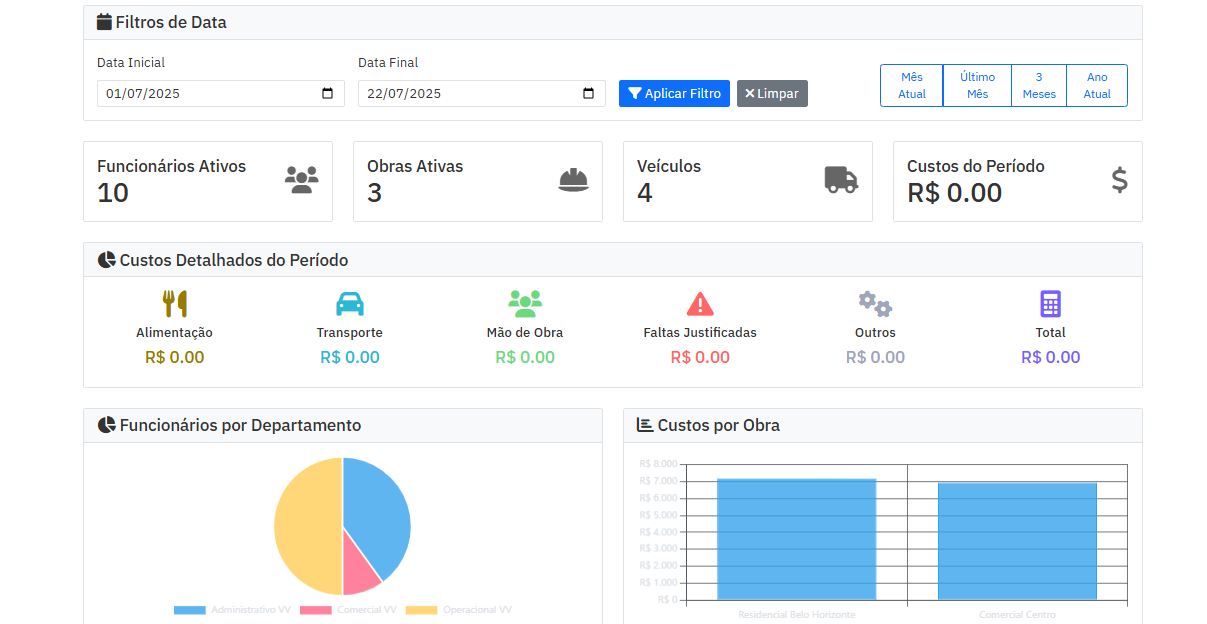 Filtros de Data
Data Inicial
Data Final
01/07/2025
22/07/2025
Aplicar Filtro
Limpar
Mês Atual
Último Mês
3 Meses
Ano Atual
Funcionários Ativos
10
Obras Ativas
3
Veículos
4
Custos do Período
R$ 0.00
Custos Detalhados do Período
Alimentação
R$ 0.00
Transporte
R$ 0.00
Mão de Obra
R$ 0.00
Faltas Justificadas
R$ 0.00
Outros
R$ 0.00
Total
R$ 0.00
Funcionários por Departamento
Administrativo VV
Comercial VV
Operacional VV
Custos por Obra
R$ 8.000
R$ 7.000
R$ 6.000
R$ 5.000
R$ 4.000
R$ 3.000
R$ 2.000
R$ 1.000
R$ 0
Residencial Belo Horizonte
Comercial Centro